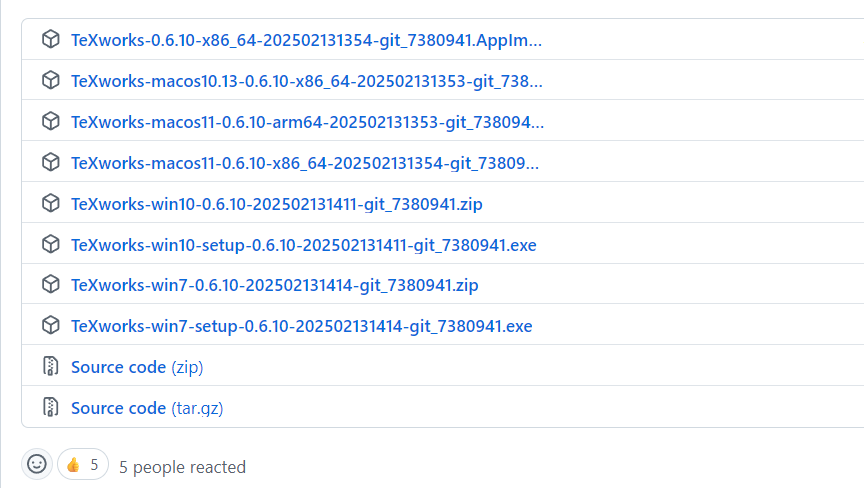 TeXworks-0.6.10-x86_64-202502131354-git_7380941.AppIm...
TeXworks-macos10.13-0.6.10-x86_64-202502131353-git_738...
TeXworks-macos11-0.6.10-arm64-202502131353-git_738094...
TeXworks-macos11-0.6.10-x86_64-202502131354-git_73809...
TeXworks-win10-0.6.10-202502131411-git_7380941.zip
TeXworks-win10-setup-0.6.10-202502131411-git_7380941.exe
TeXworks-win7-0.6.10-202502131414-git_7380941.zip
TeXworks-win7-setup-0.6.10-202502131414-git_7380941.exe
Source code (zip)
Source code (tar.gz)
👍 5 5 people reacted